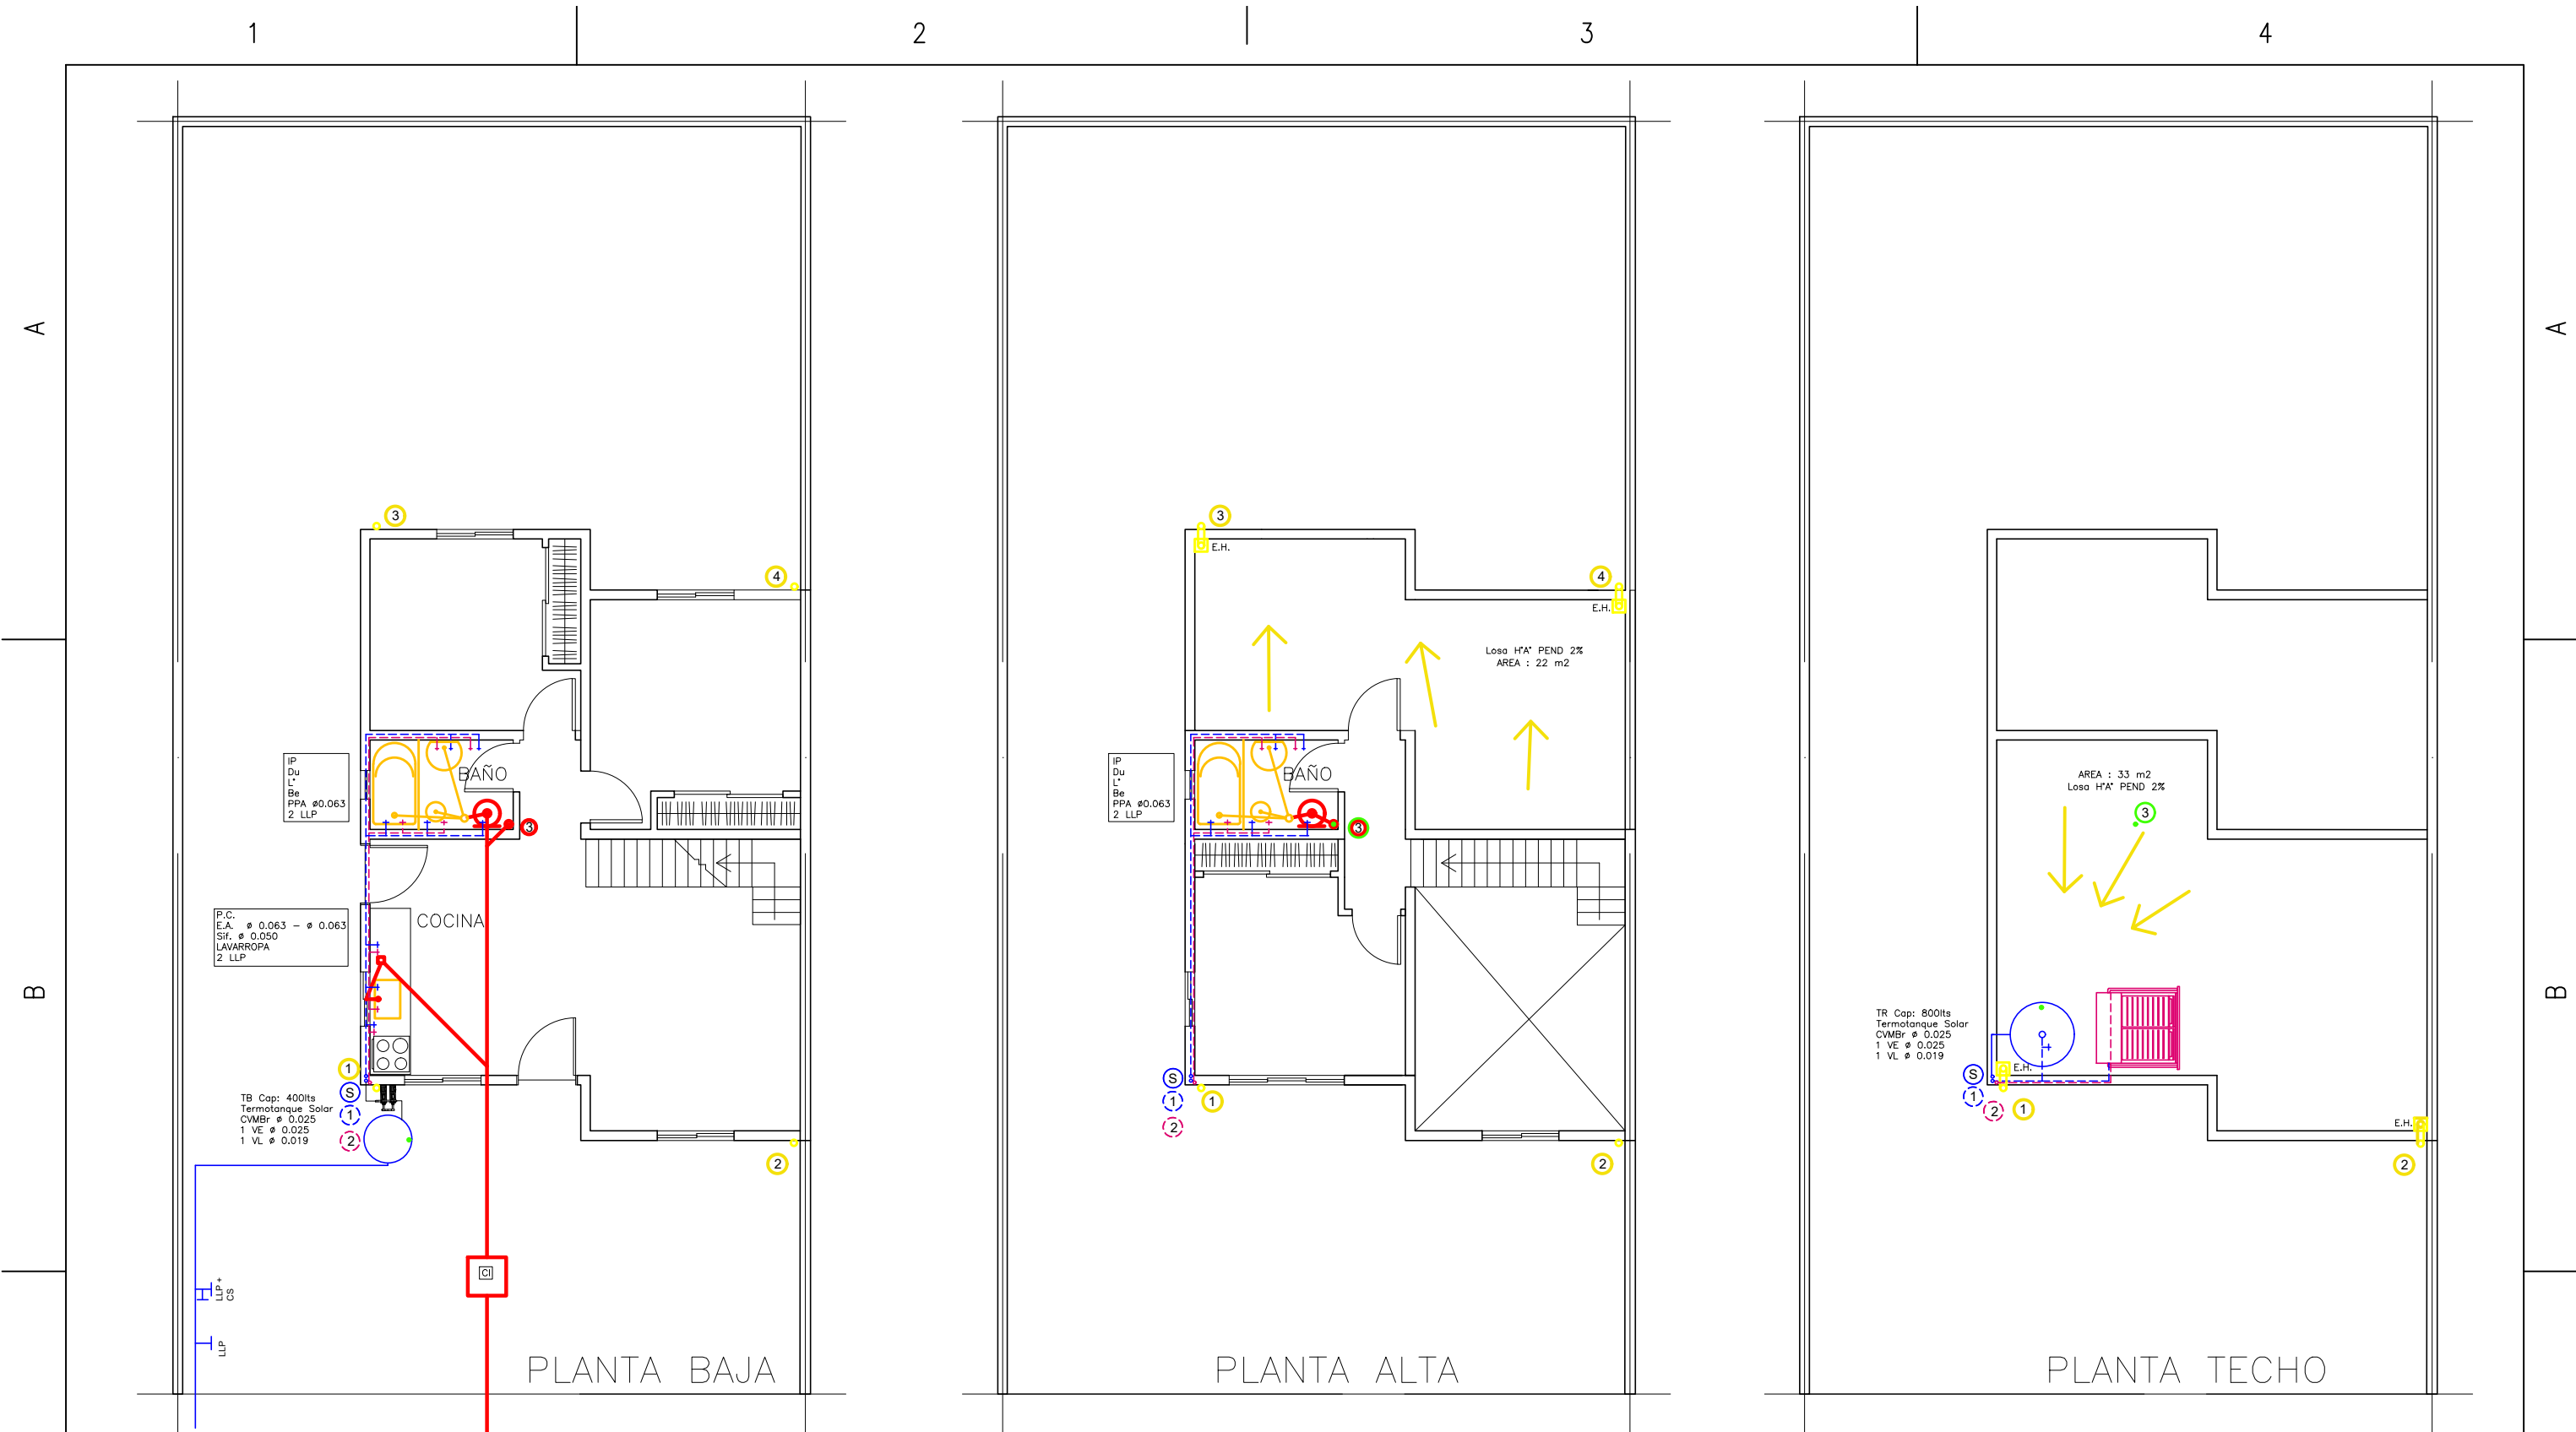 1
2
3
4
A
A
B
B
3
4
IP
Du
L°
Be
PPA ø0.063
2 LLP
BAÑO
3
P.C.
E.A. ø 0.063 – ø 0.063
Sif. ø 0.050
LAVARROPA
2 LLP
COCINA
1
S
1
2
TB Cap: 400lts
Termotanque Solar
CVMBr ø 0.025
1 VE ø 0.025
1 VL ø 0.019
2
CI
LLP+
CS
LLP
PLANTA BAJA
3
E.H.
4
E.H.
Losa H°A° PEND 2%
AREA : 22 m2
IP
Du
L°
Be
PPA ø0.063
2 LLP
BAÑO
3
S
1
2
1
2
PLANTA ALTA
AREA : 33 m2
Losa H°A° PEND 2%
3
TR Cap: 800lts
Termotanque Solar
CVMBr ø 0.025
1 VE ø 0.025
1 VL ø 0.019
S
1
2
E.H.
1
E.H.
2
PLANTA TECHO